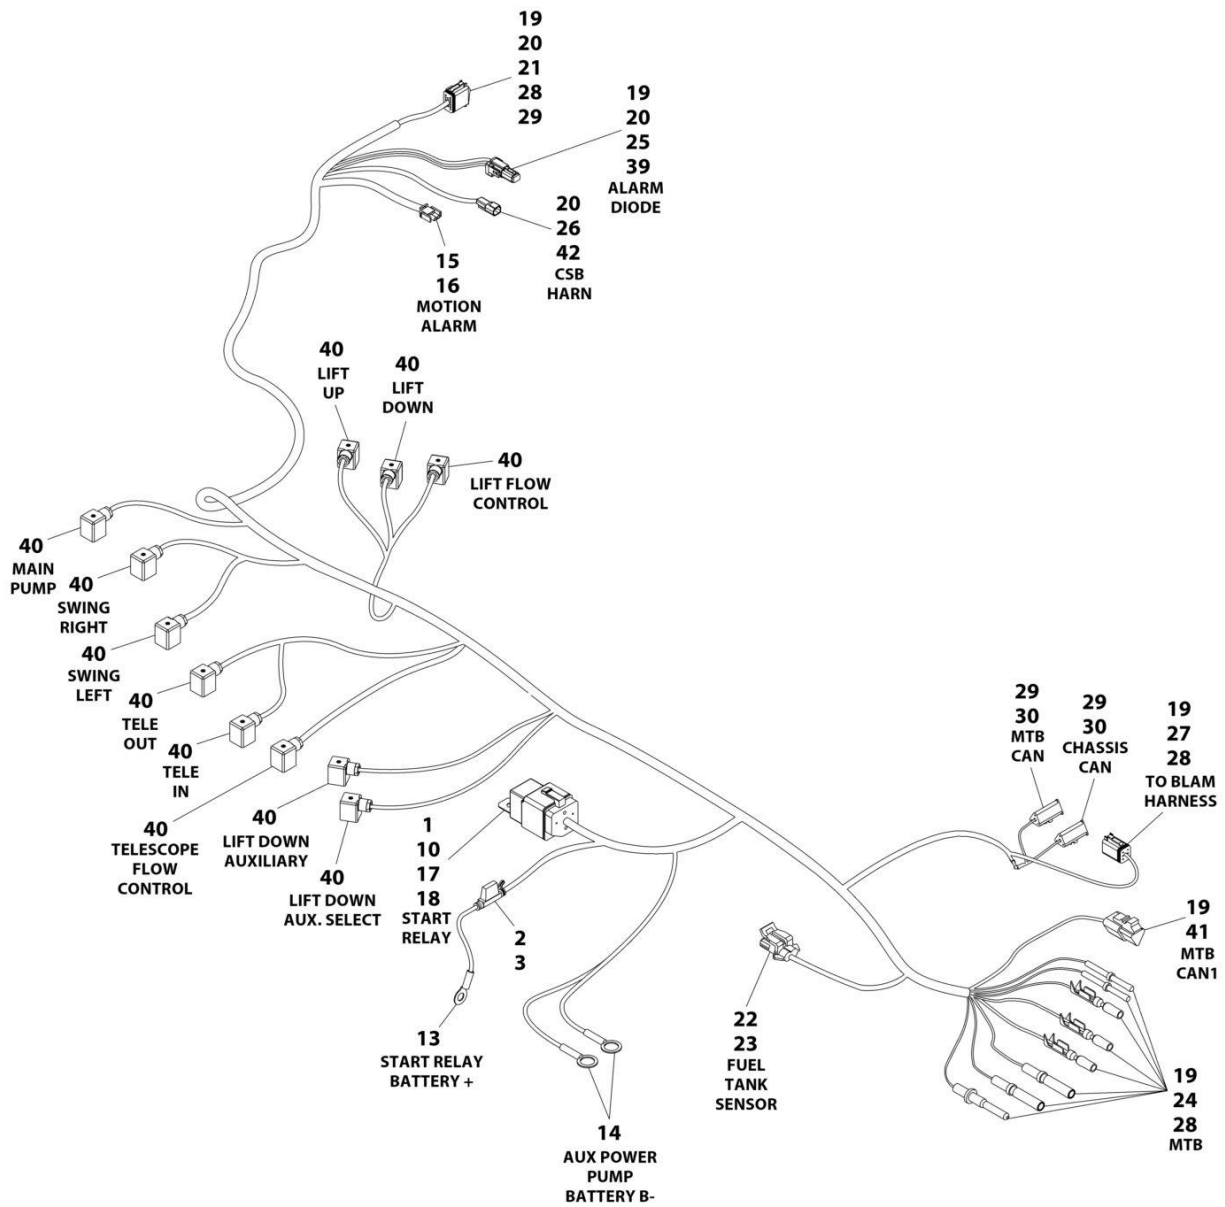 19
20
21
28
29
19
20
25
39
ALARM
DIODE
20
26
42
CSB
HARN
15
16
MOTION
ALARM
40
LIFT
UP
40
LIFT
DOWN
40
LIFT FLOW
CONTROL
40
MAIN
PUMP
40
SWING
RIGHT
40
SWING
LEFT
40
TELE
OUT
40
TELE
IN
40
TELESCOPE
FLOW
CONTROL
40
LIFT DOWN
AUXILIARY
40
LIFT DOWN
AUX. SELECT
1
10
17
18
START
RELAY
2
3
13
START RELAY
BATTERY +
14
AUX POWER
PUMP
BATTERY B-
22
23
FUEL
TANK
SENSOR
29
30
MTB
CAN
29
30
CHASSIS
CAN
19
27
28
TO BLAM
HARNESS
19
41
MTB
CAN1
19
24
28
MTB